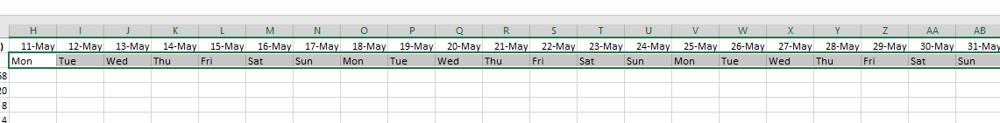 H I J K L M N O P Q R S T U V W X Y Z AA AB
) 11-May 12-May 13-May 14-May 15-May 16-May 17-May 18-May 19-May 20-May 21-May 22-May 23-May 24-May 25-May 26-May 27-May 28-May 29-May 30-May 31-May
Mon Tue Wed Thu Fri Sat Sun Mon Tue Wed Thu Fri Sat Sun Mon Tue Wed Thu Fri Sat Sun
58
20
8
4